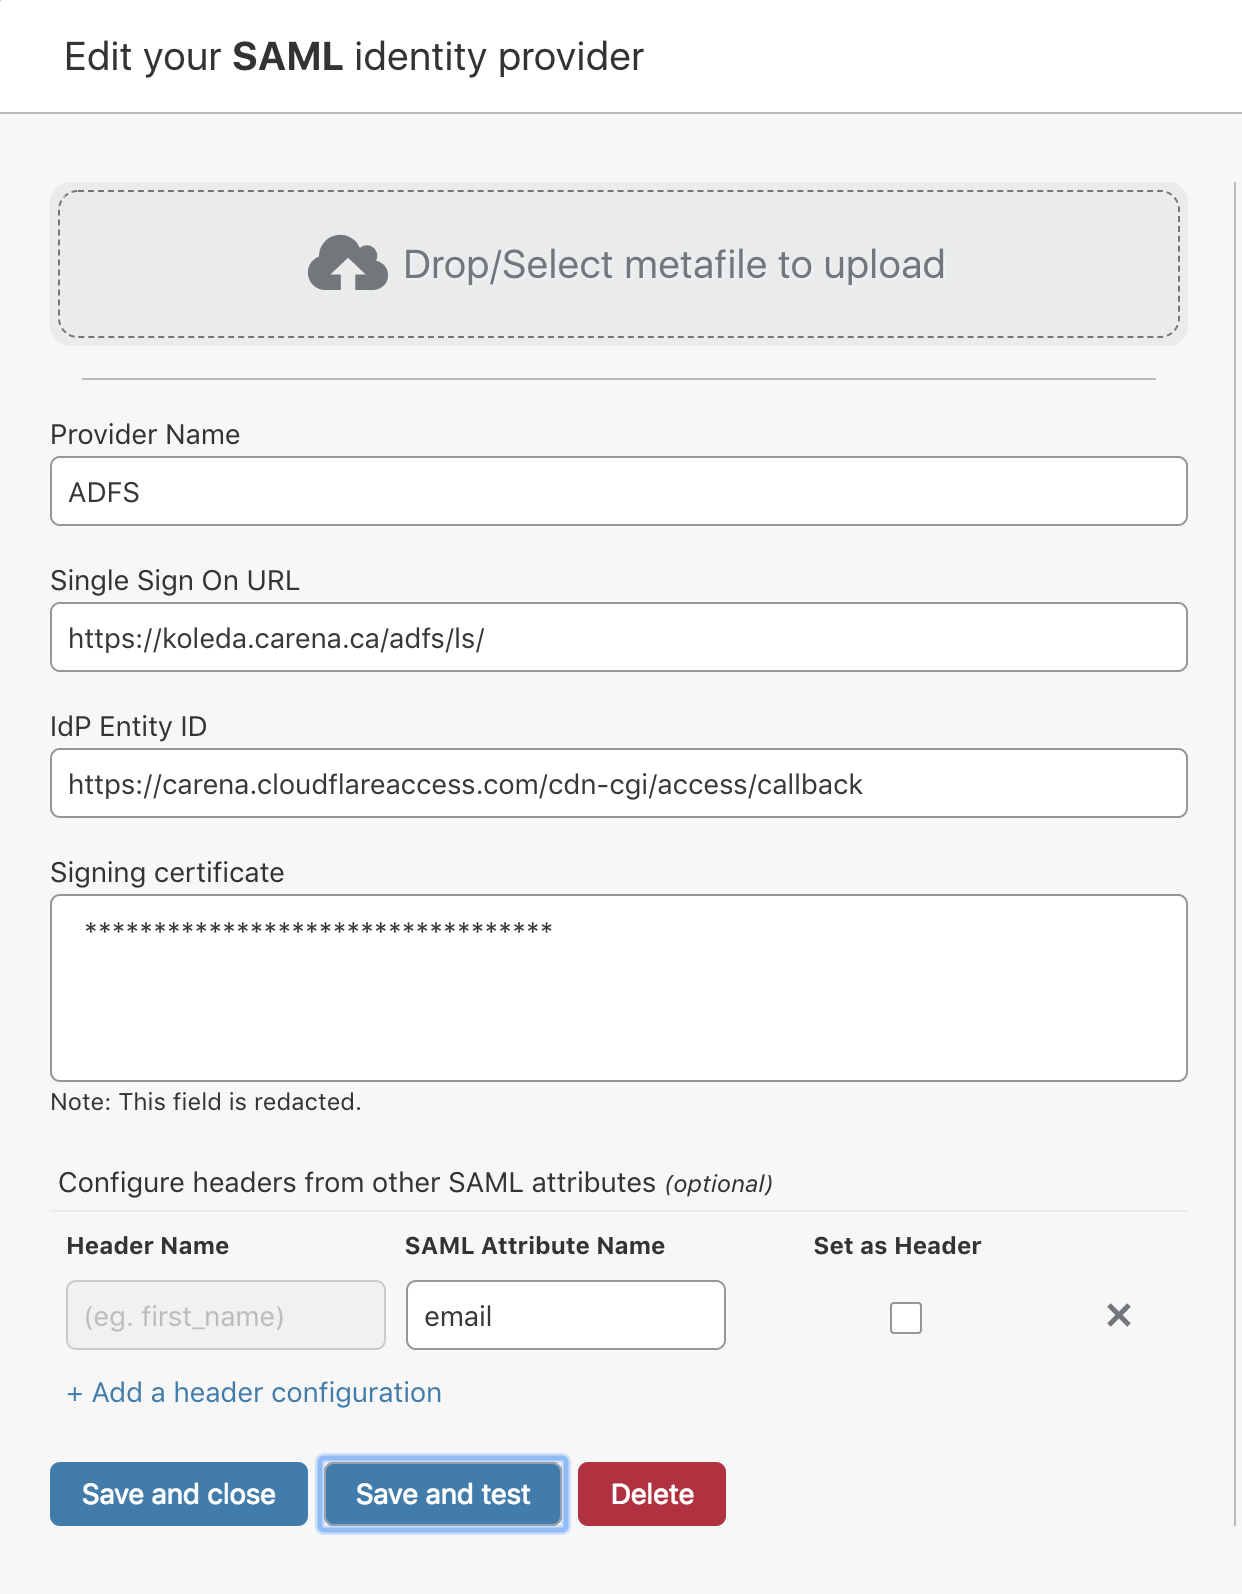 Edit your SAML identity provider
Drop/Select metafile to upload
Provider Name
ADFS
Single Sign On URL
https://koleda.carena.ca/adfs/ls/
IdP Entity ID
https://carena.cloudflareaccess.com/cdn-cgi/access/callback
Signing certificate
**********************************
Note: This field is redacted.
Configure headers from other SAML attributes (optional)
Header Name SAML Attribute Name Set as Header
(eg. first_name) email
+ Add a header configuration
Save and close Save and test Delete